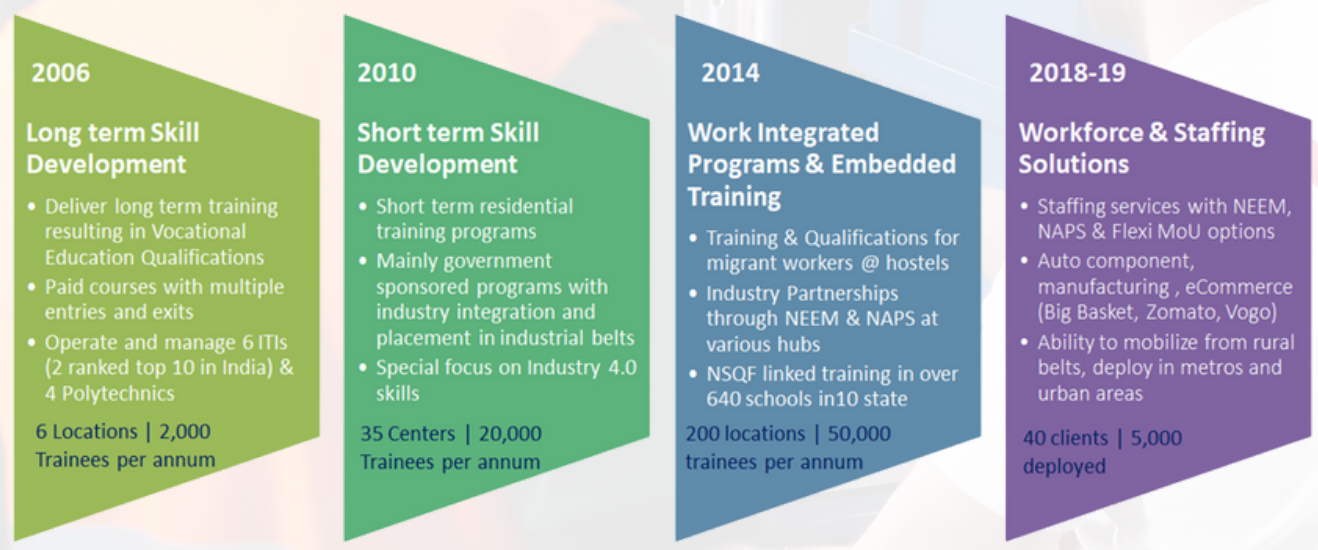 2006
Long term Skill
Development
• Deliver long term training
resulting in Vocational
Education Qualifications
• Paid courses with multiple
entries and exits
• Operate and manage 6 ITIs
(2 ranked top 10 in India) &
4 Polytechnics
6 Locations | 2,000
Trainees per annum
2010
Short term Skill
Development
• Short term residential
training programs
• Mainly government
sponsored programs with
industry integration and
placement in industrial belts
• Special focus on Industry 4.0
skills
35 Centers | 20,000
Trainees per annum
2014
Work Integrated
Programs & Embedded
Training
• Training & Qualifications for
migrant workers @ hostels
• Industry Partnerships
through NEEM & NAPS at
various hubs
• NSQF linked training in over
640 schools in10 state
200 locations | 50,000
trainees per annum
2018-19
Workforce & Staffing
Solutions
• Staffing services with NEEM,
NAPS & Flexi MoU options
• Auto component,
manufacturing , eCommerce
(Big Basket, Zomato, Vogo)
• Ability to mobilize from rural
belts, deploy in metros and
urban areas
40 clients | 5,000
deployed